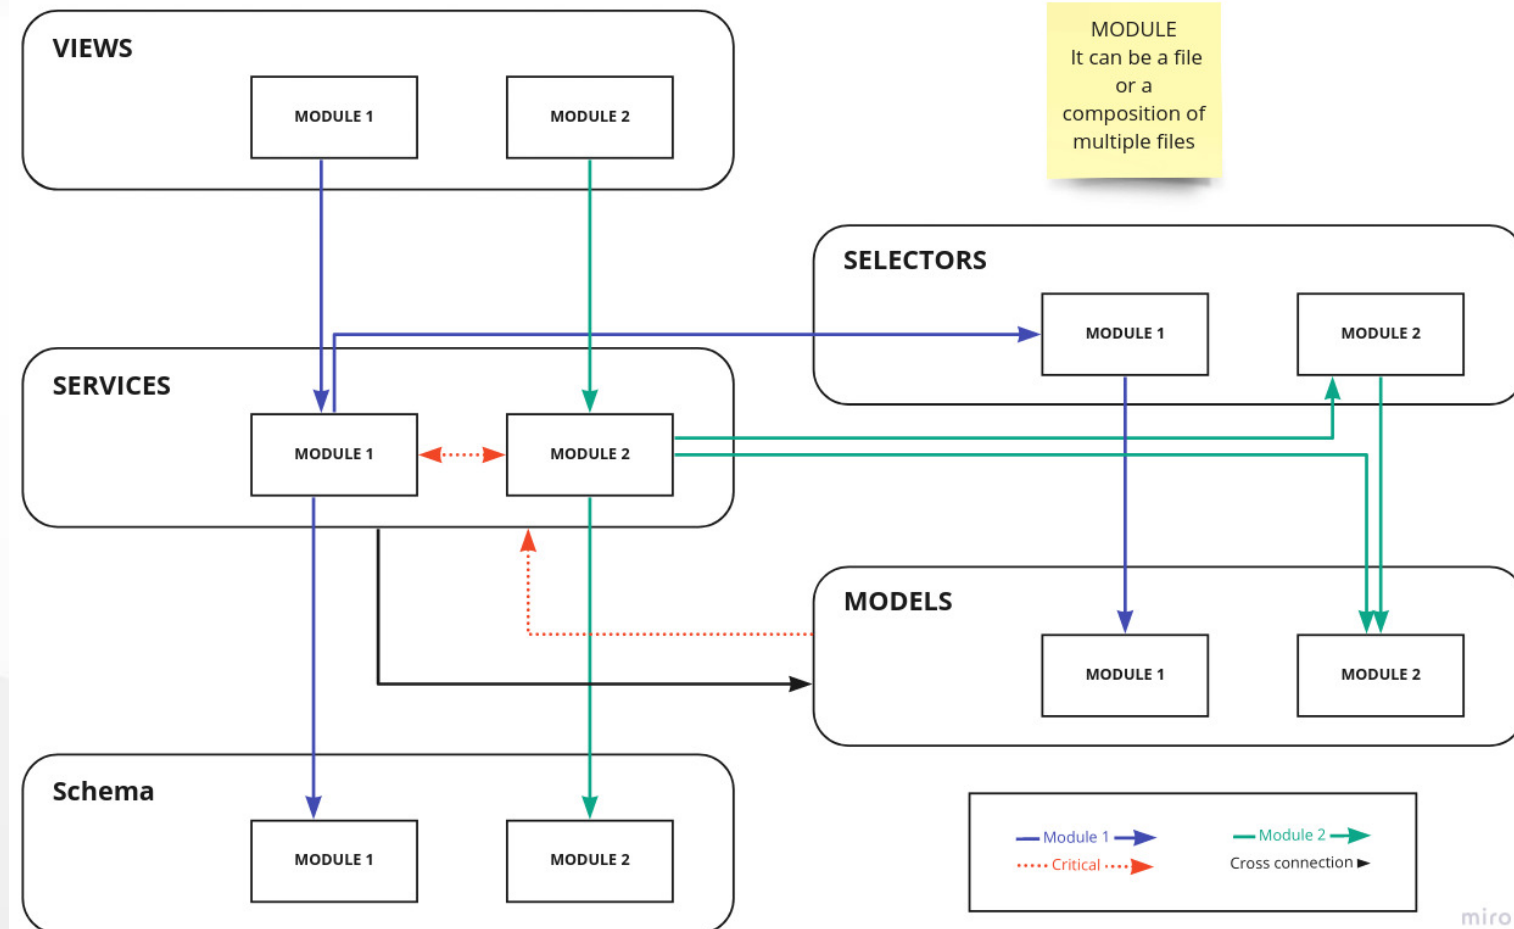 VIEWS
MODULE 1
MODULE 2
MODULE
It can be a file
or a
composition of
multiple files
SELECTORS
MODULE 1
MODULE 2
SERVICES
MODULE 1
MODULE 2
MODELS
MODULE 1
MODULE 2
Schema
MODULE 1
MODULE 2
Module 1
Module 2
Critical
Cross connection
miro